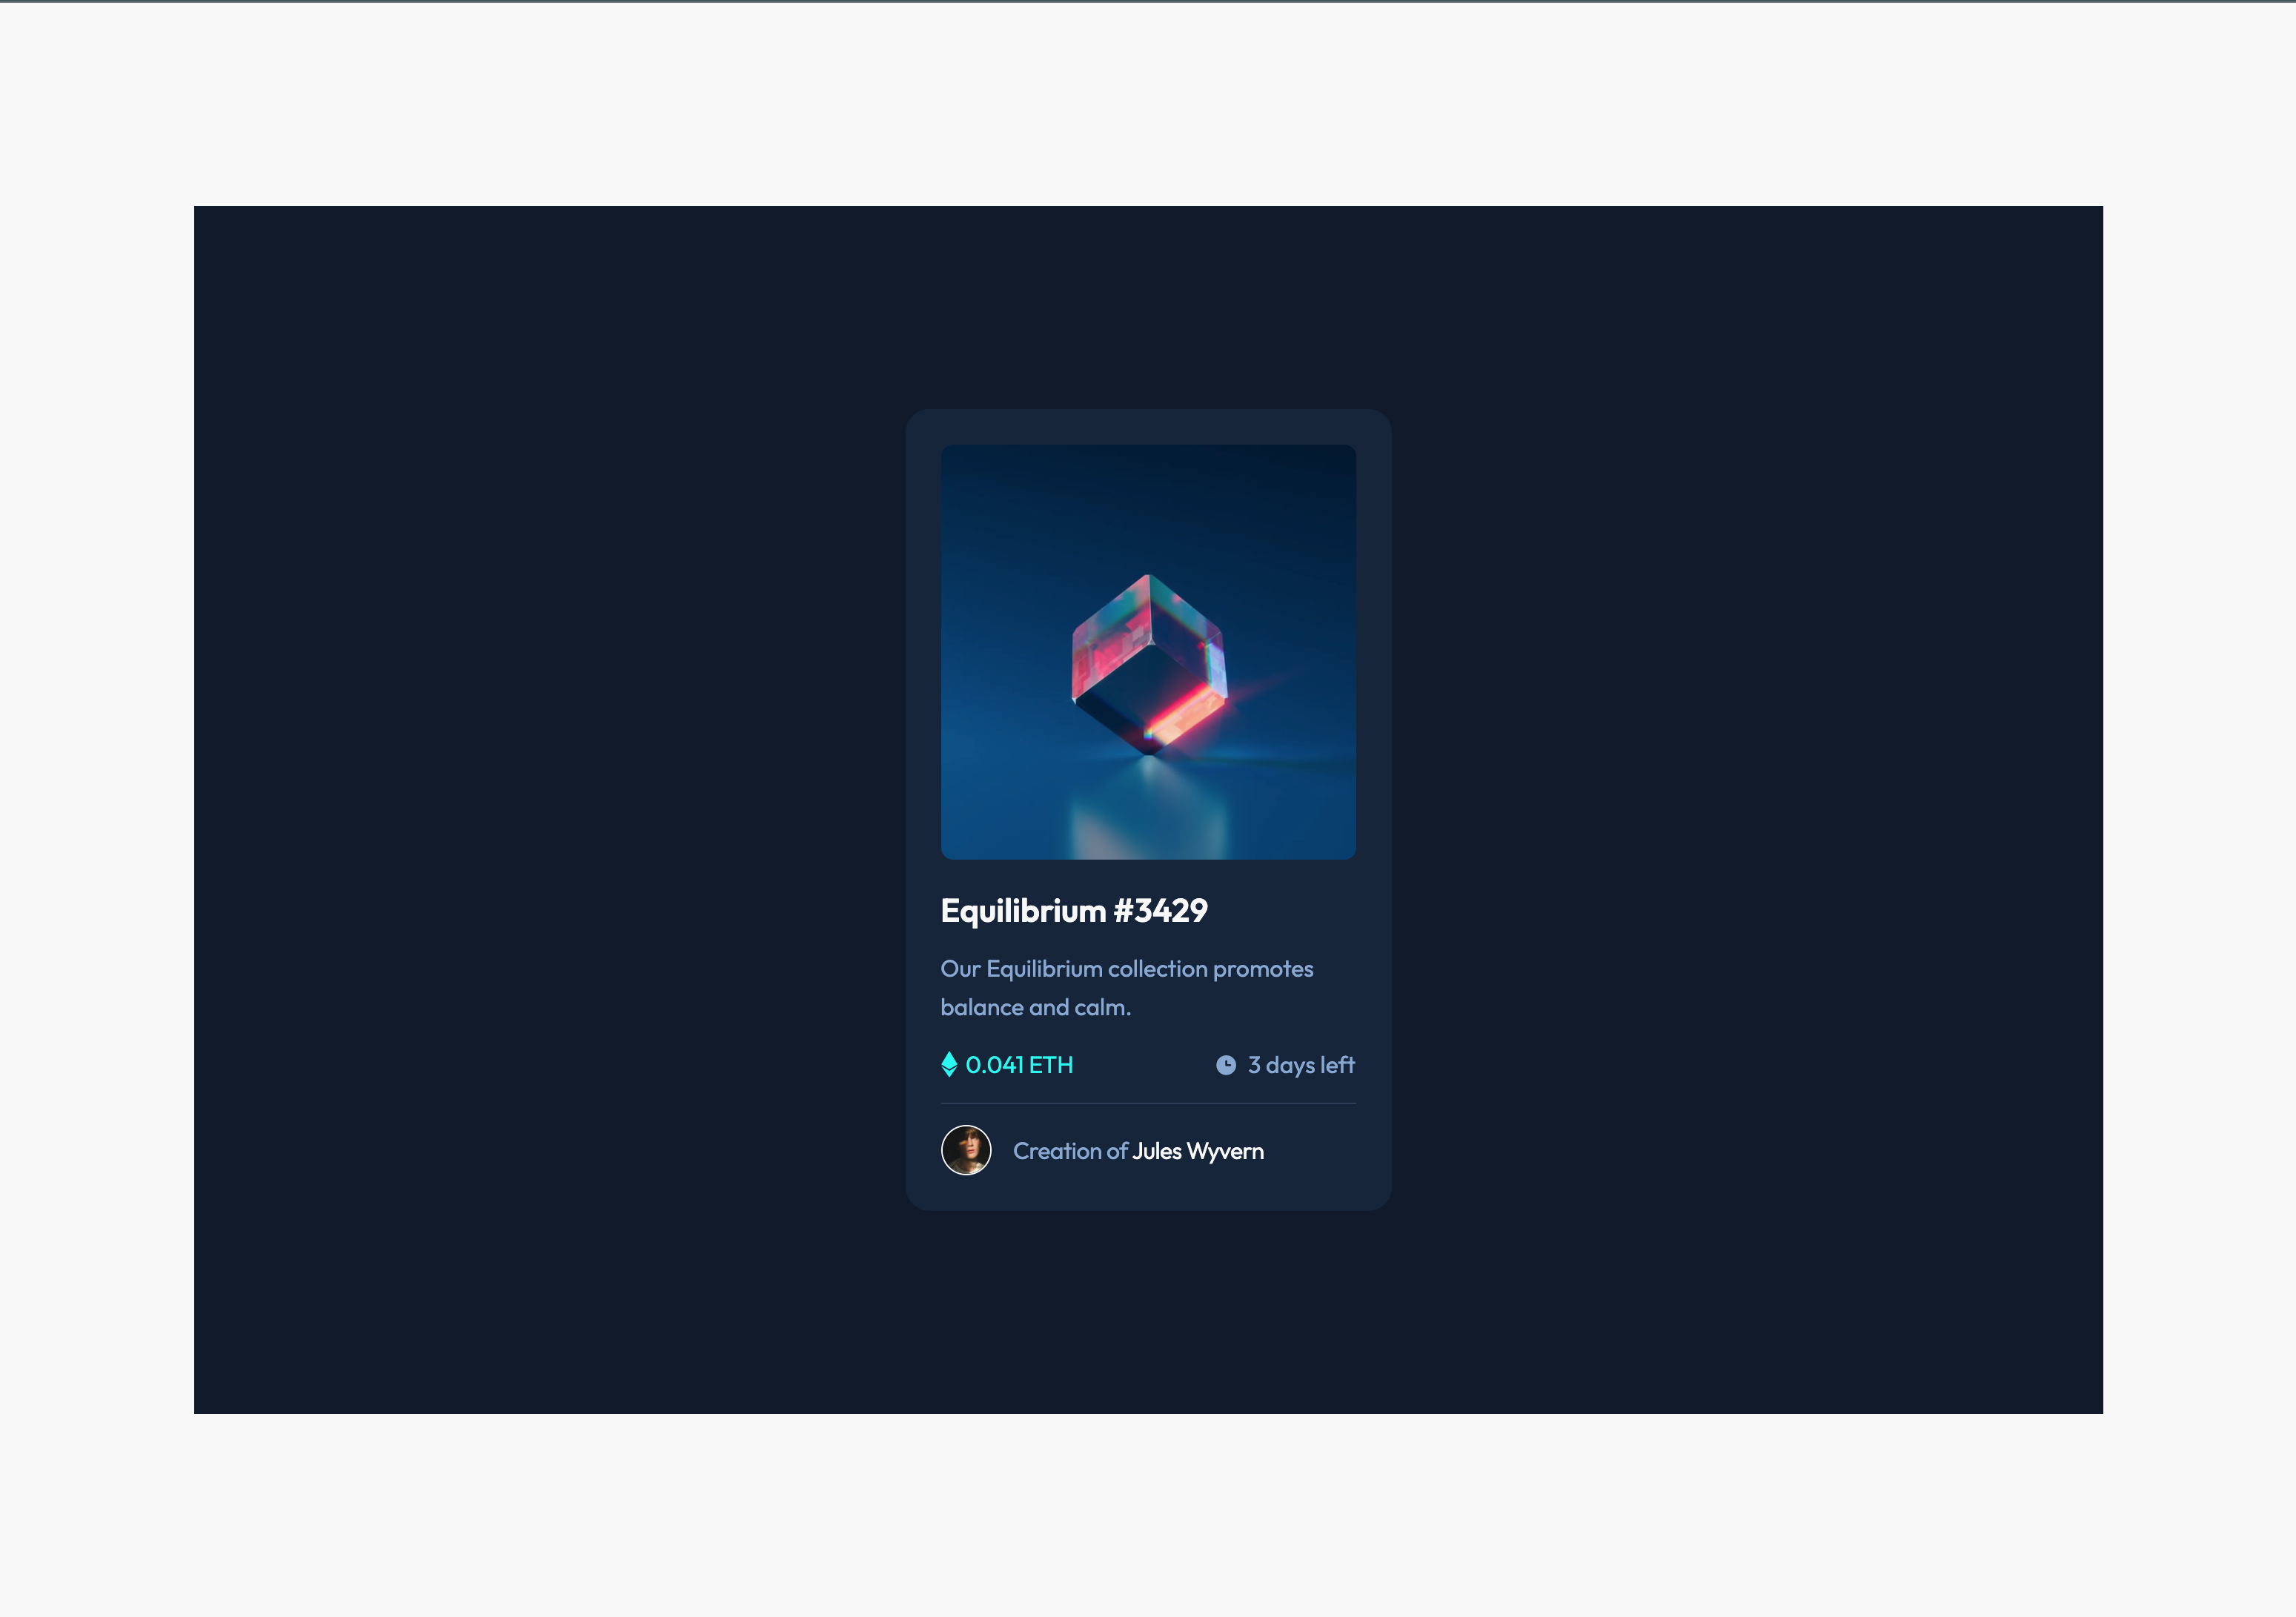 Equilibrium #3429
Our Equilibrium collection promotes
balance and calm.
0.041 ETH
3 days left
Creation of Jules Wyvern